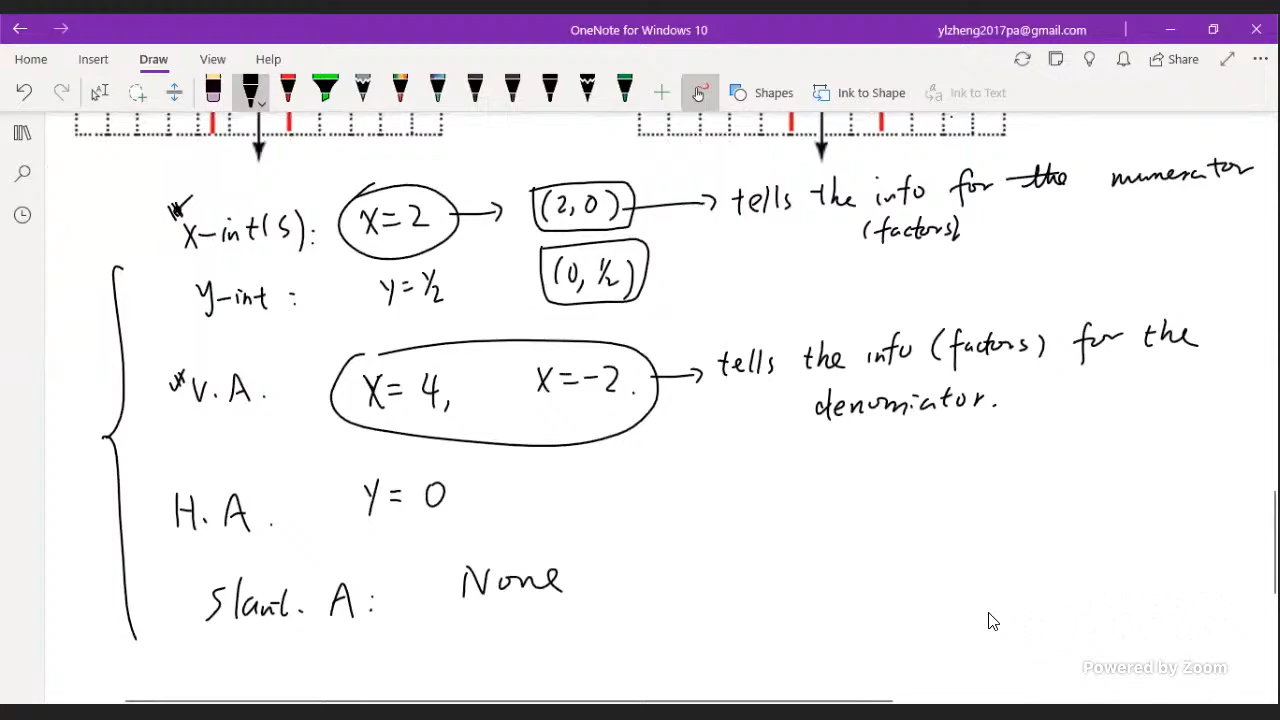 OneNote for Windows 10
ylzheng2017pa@gmail.com
Home Insert Draw View Help
Share
Shapes
Ink to Shape
Ink to Text
x-int(s): x=2 (2,0) tells the info for the numerator
(factors)
y-int: y=1/2 (0, 1/2)
V.A. x=4, x=-2. tells the info (factors) for the
denomiator.
H.A. y=0
Slant. A: None
Powered by Zoom